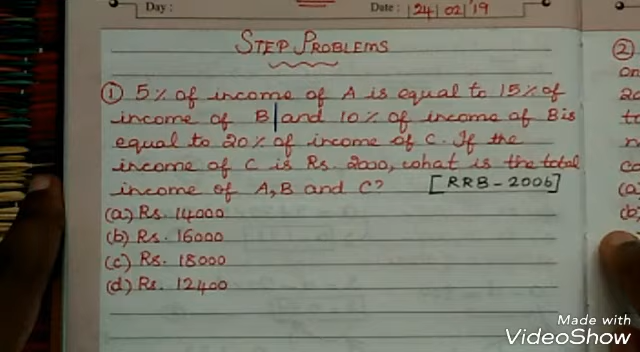 Day :
Date : 24 / 02 / '19
STEP PROBLEMS
① 5% of income of A is equal to 15% of
income of B and 10% of income of B is
equal to 20% of income of C. If the
income of C is Rs. 2000, what is the total
income of A, B and C? [RRB - 2006]
(a) Rs. 14000
(b) Rs. 16000
(c) Rs. 18000
(d) Rs. 12400
②
(a)
(b)
Made with
VideoShow